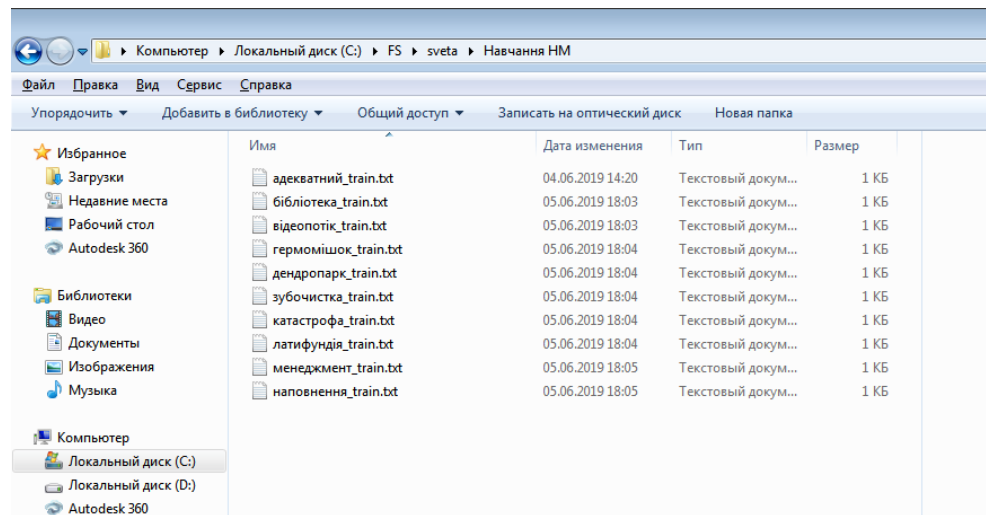 Компьютер ▸ Локальный диск (C:) ▸ FS ▸ sveta ▸ Навчання НМ
Файл Правка Вид Сервис Справка
Упорядочить Добавить в библиотеку Общий доступ Записать на оптический диск Новая папка
Имя Дата изменения Тип Размер
Избранное
Загрузки
Недавние места
Рабочий стол
Autodesk 360
Библиотеки
Видео
Документы
Изображения
Музыка
Компьютер
Локальный диск (C:)
Локальный диск (D:)
Autodesk 360
адекватний_train.txt 04.06.2019 14:20 Текстовый докум... 1 КБ
бібліотека_train.txt 05.06.2019 18:03 Текстовый докум... 1 КБ
відеопотік_train.txt 05.06.2019 18:03 Текстовый докум... 1 КБ
гермомішок_train.txt 05.06.2019 18:04 Текстовый докум... 1 КБ
дендропарк_train.txt 05.06.2019 18:04 Текстовый докум... 1 КБ
зубочистка_train.txt 05.06.2019 18:04 Текстовый докум... 1 КБ
катастрофа_train.txt 05.06.2019 18:04 Текстовый докум... 1 КБ
латифундія_train.txt 05.06.2019 18:04 Текстовый докум... 1 КБ
менеджмент_train.txt 05.06.2019 18:05 Текстовый докум... 1 КБ
наповнення_train.txt 05.06.2019 18:05 Текстовый докум... 1 КБ